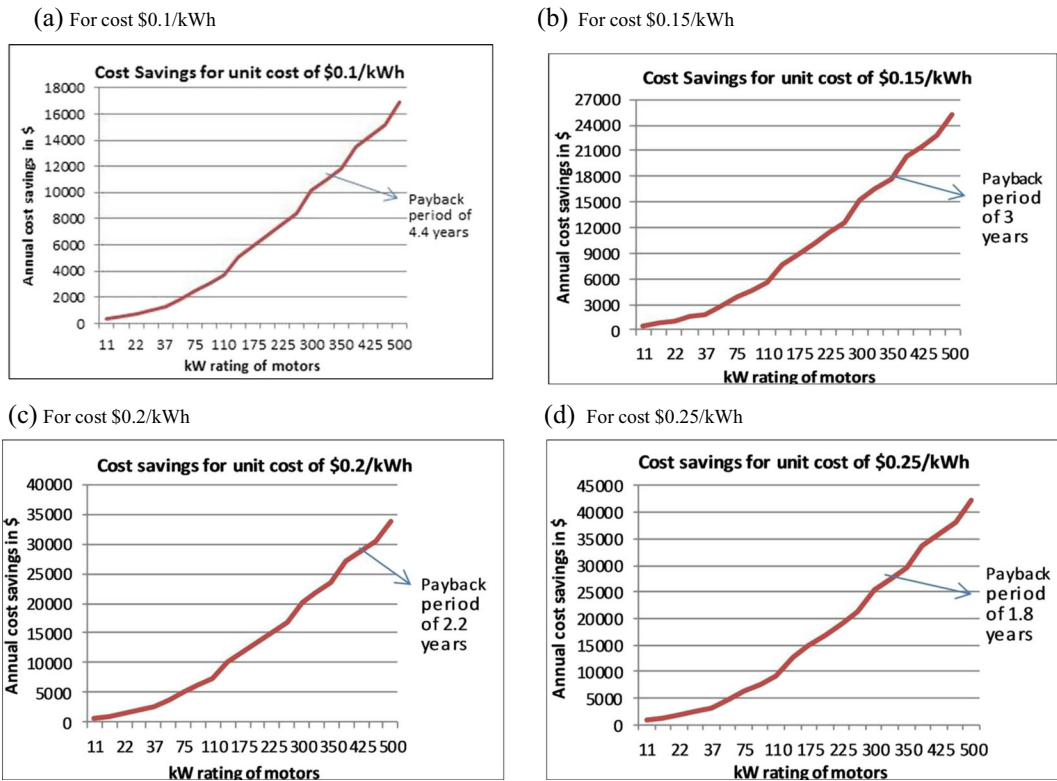 (a) For cost $0.1/kWh
Cost Savings for unit cost of $0.1/kWh
Annual cost savings in $
18000
16000
14000
12000
10000
8000
6000
4000
2000
0
Payback
period of
4.4 years
11 22 37 75 110 175 225 300 350 425 500
kW rating of motors
(b) For cost $0.15/kWh
Cost Savings for unit cost of $0.15/kWh
Annual cost savings in $
27000
24000
21000
18000
15000
12000
9000
6000
3000
0
Payback
period
of 3
years
11 22 37 75 110 175 225 300 350 425 500
kW rating of motors
(c) For cost $0.2/kWh
Cost savings for unit cost of $0.2/kWh
Annual cost savings in $
40000
35000
30000
25000
20000
15000
10000
5000
0
Payback
period
of 2.2
years
11 22 37 75 110 175 225 300 350 425 500
kW rating of motors
(d) For cost $0.25/kWh
Cost savings for unit cost of $0.25/kWh
Annual cost savings in $
45000
40000
35000
30000
25000
20000
15000
10000
5000
0
Payback
period
of 1.8
years
11 22 37 75 110 175 225 300 350 425 500
kW rating of motors